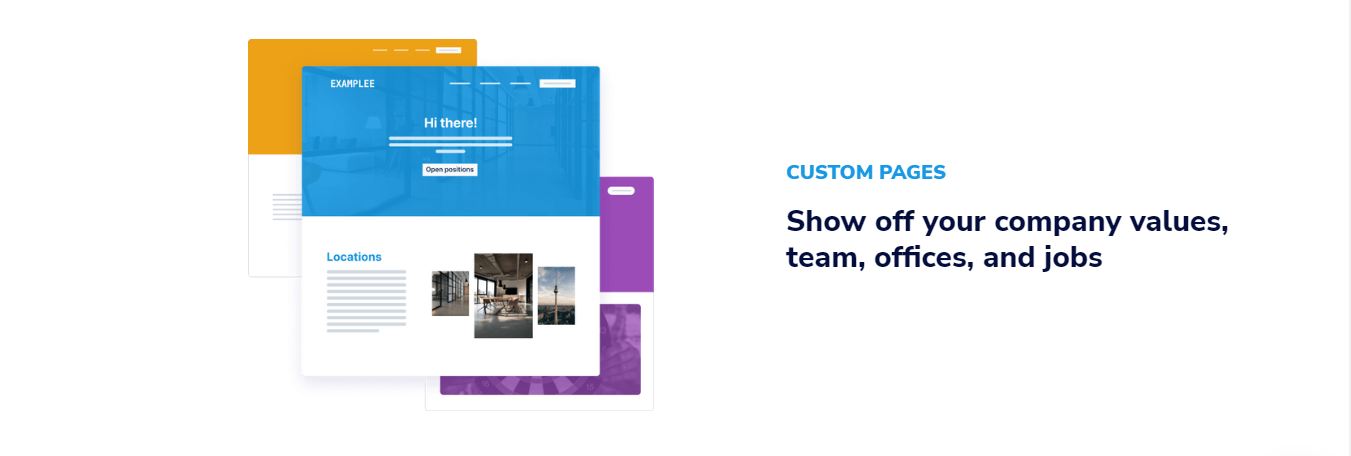 EXAMPLEE
Hi there!
Open positions
Locations
CUSTOM PAGES
Show off your company values,
team, offices, and jobs